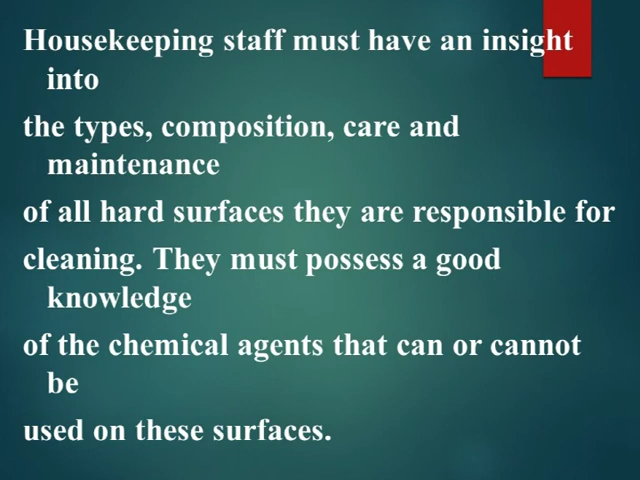 Housekeeping staff must have an insight
into
the types, composition, care and
maintenance
of all hard surfaces they are responsible for
cleaning. They must possess a good
knowledge
of the chemical agents that can or cannot
be
used on these surfaces.